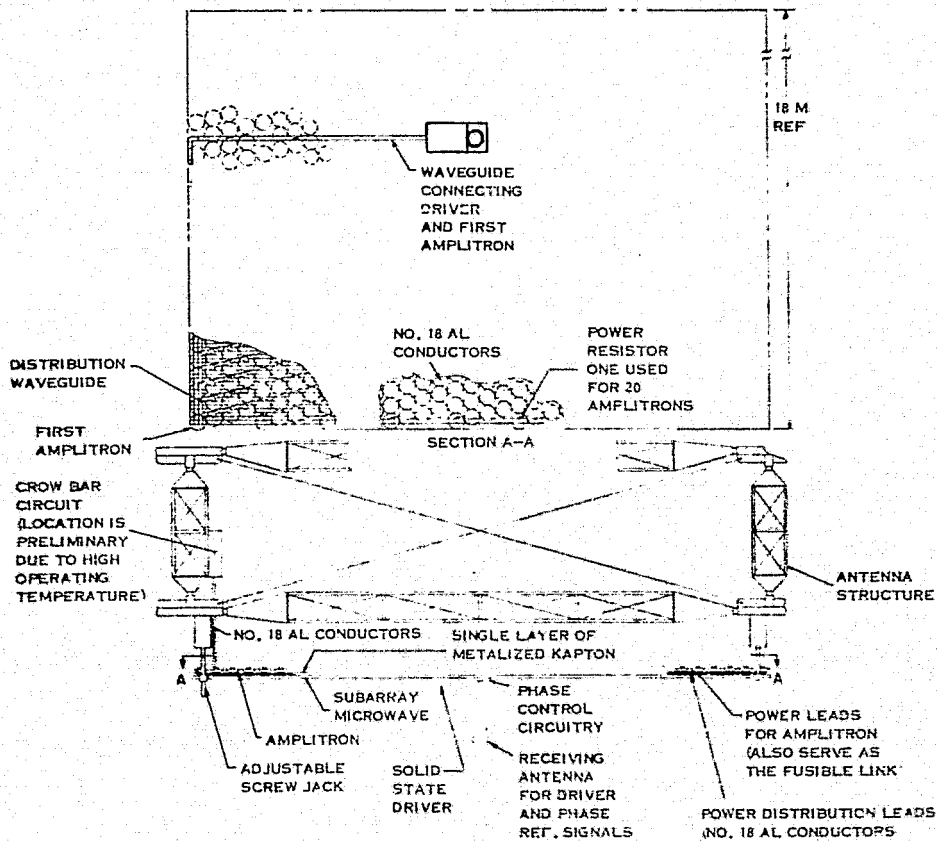 18 M
REF
WAVEGUIDE
CONNECTING
DRIVER
AND FIRST
AMPLITRON
NO. 18 AL
CONDUCTORS
POWER
RESISTOR
ONE USED
FOR 20
AMPLITRONS
DISTRIBUTION
WAVEGUIDE
FIRST
AMPLITRON
SECTION A-A
CROW BAR
CIRCUIT
(LOCATION IS
PRELIMINARY
DUE TO HIGH
OPERATING
TEMPERATURE)
ANTENNA
STRUCTURE
NO. 18 AL CONDUCTORS
SINGLE LAYER OF
METALIZED KAPTON
A
A
SUBARRAY
MICROWAVE
AMPLITRON
ADJUSTABLE
SCREW JACK
SOLID
STATE
DRIVER
PHASE
CONTROL
CIRCUITRY
RECEIVING
ANTENNA
FOR DRIVER
AND PHASE
REF. SIGNALS
POWER LEADS
FOR AMPLITRON
(ALSO SERVE AS
THE FUSIBLE LINK
POWER DISTRIBUTION LEADS
(NO. 18 AL CONDUCTORS